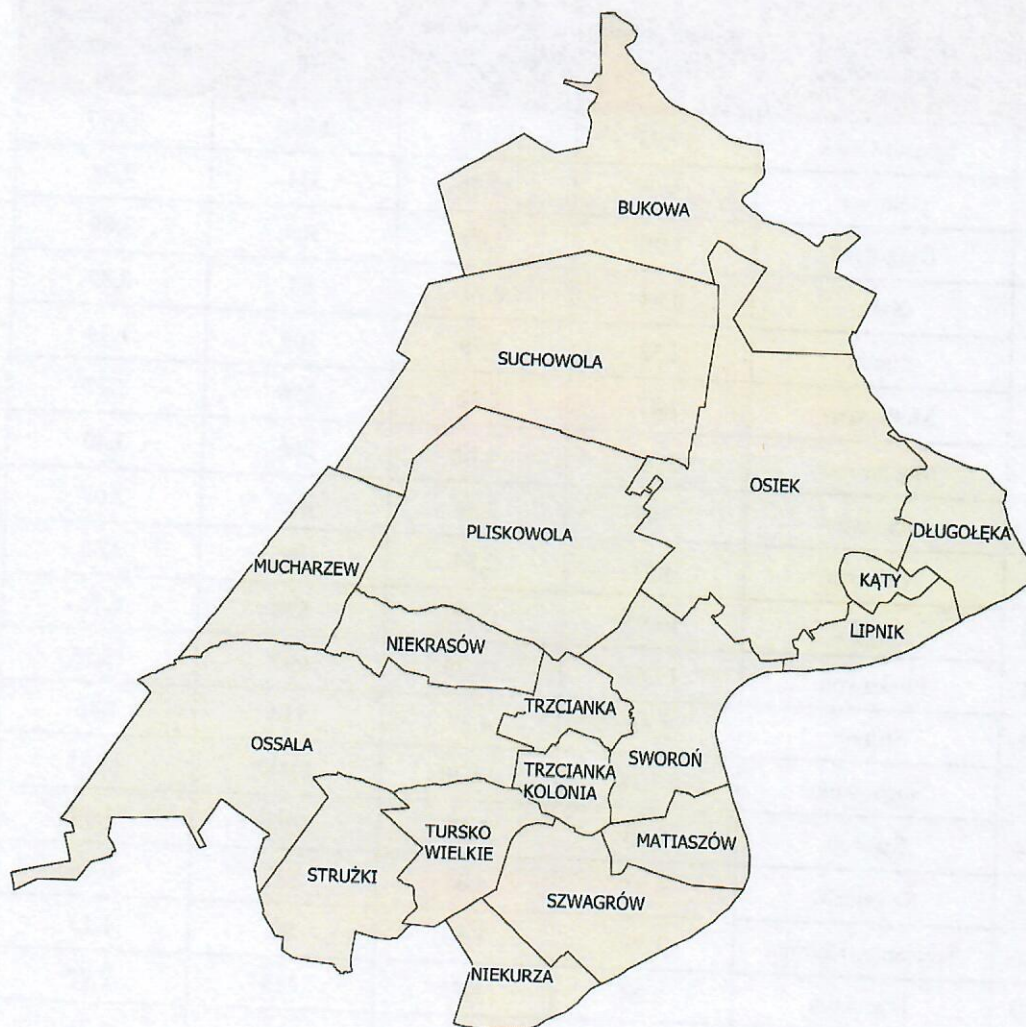 BUKOWA
SUCHOWOLA
OSIEK
PLISKOWOLA
DŁUGOŁĘKA
MUCHARZEW
KĄTY
LIPNIK
NIEKRASÓW
TRZCIANKA
OSSALA
SWOROŃ
TRZCIANKA
KOLONIA
TURSKO
WIELKIE
MATIASZÓW
STRUŻKI
SZWAGRÓW
NIEKURZA